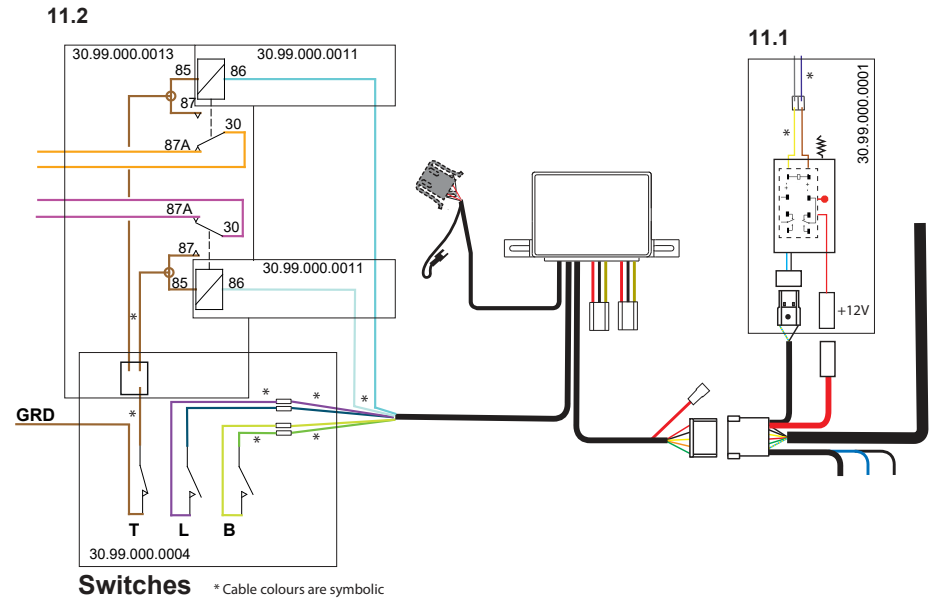 11.2
30.99.000.0013
30.99.000.0011
85
86
87
30
87A
87A
30
87
30.99.000.0011
85
86
*
*
*
*
*
*
*
GRD
T
L
B
30.99.000.0004
Switches
* Cable colours are symbolic
11.1
*
30.99.000.0001
*
+12V